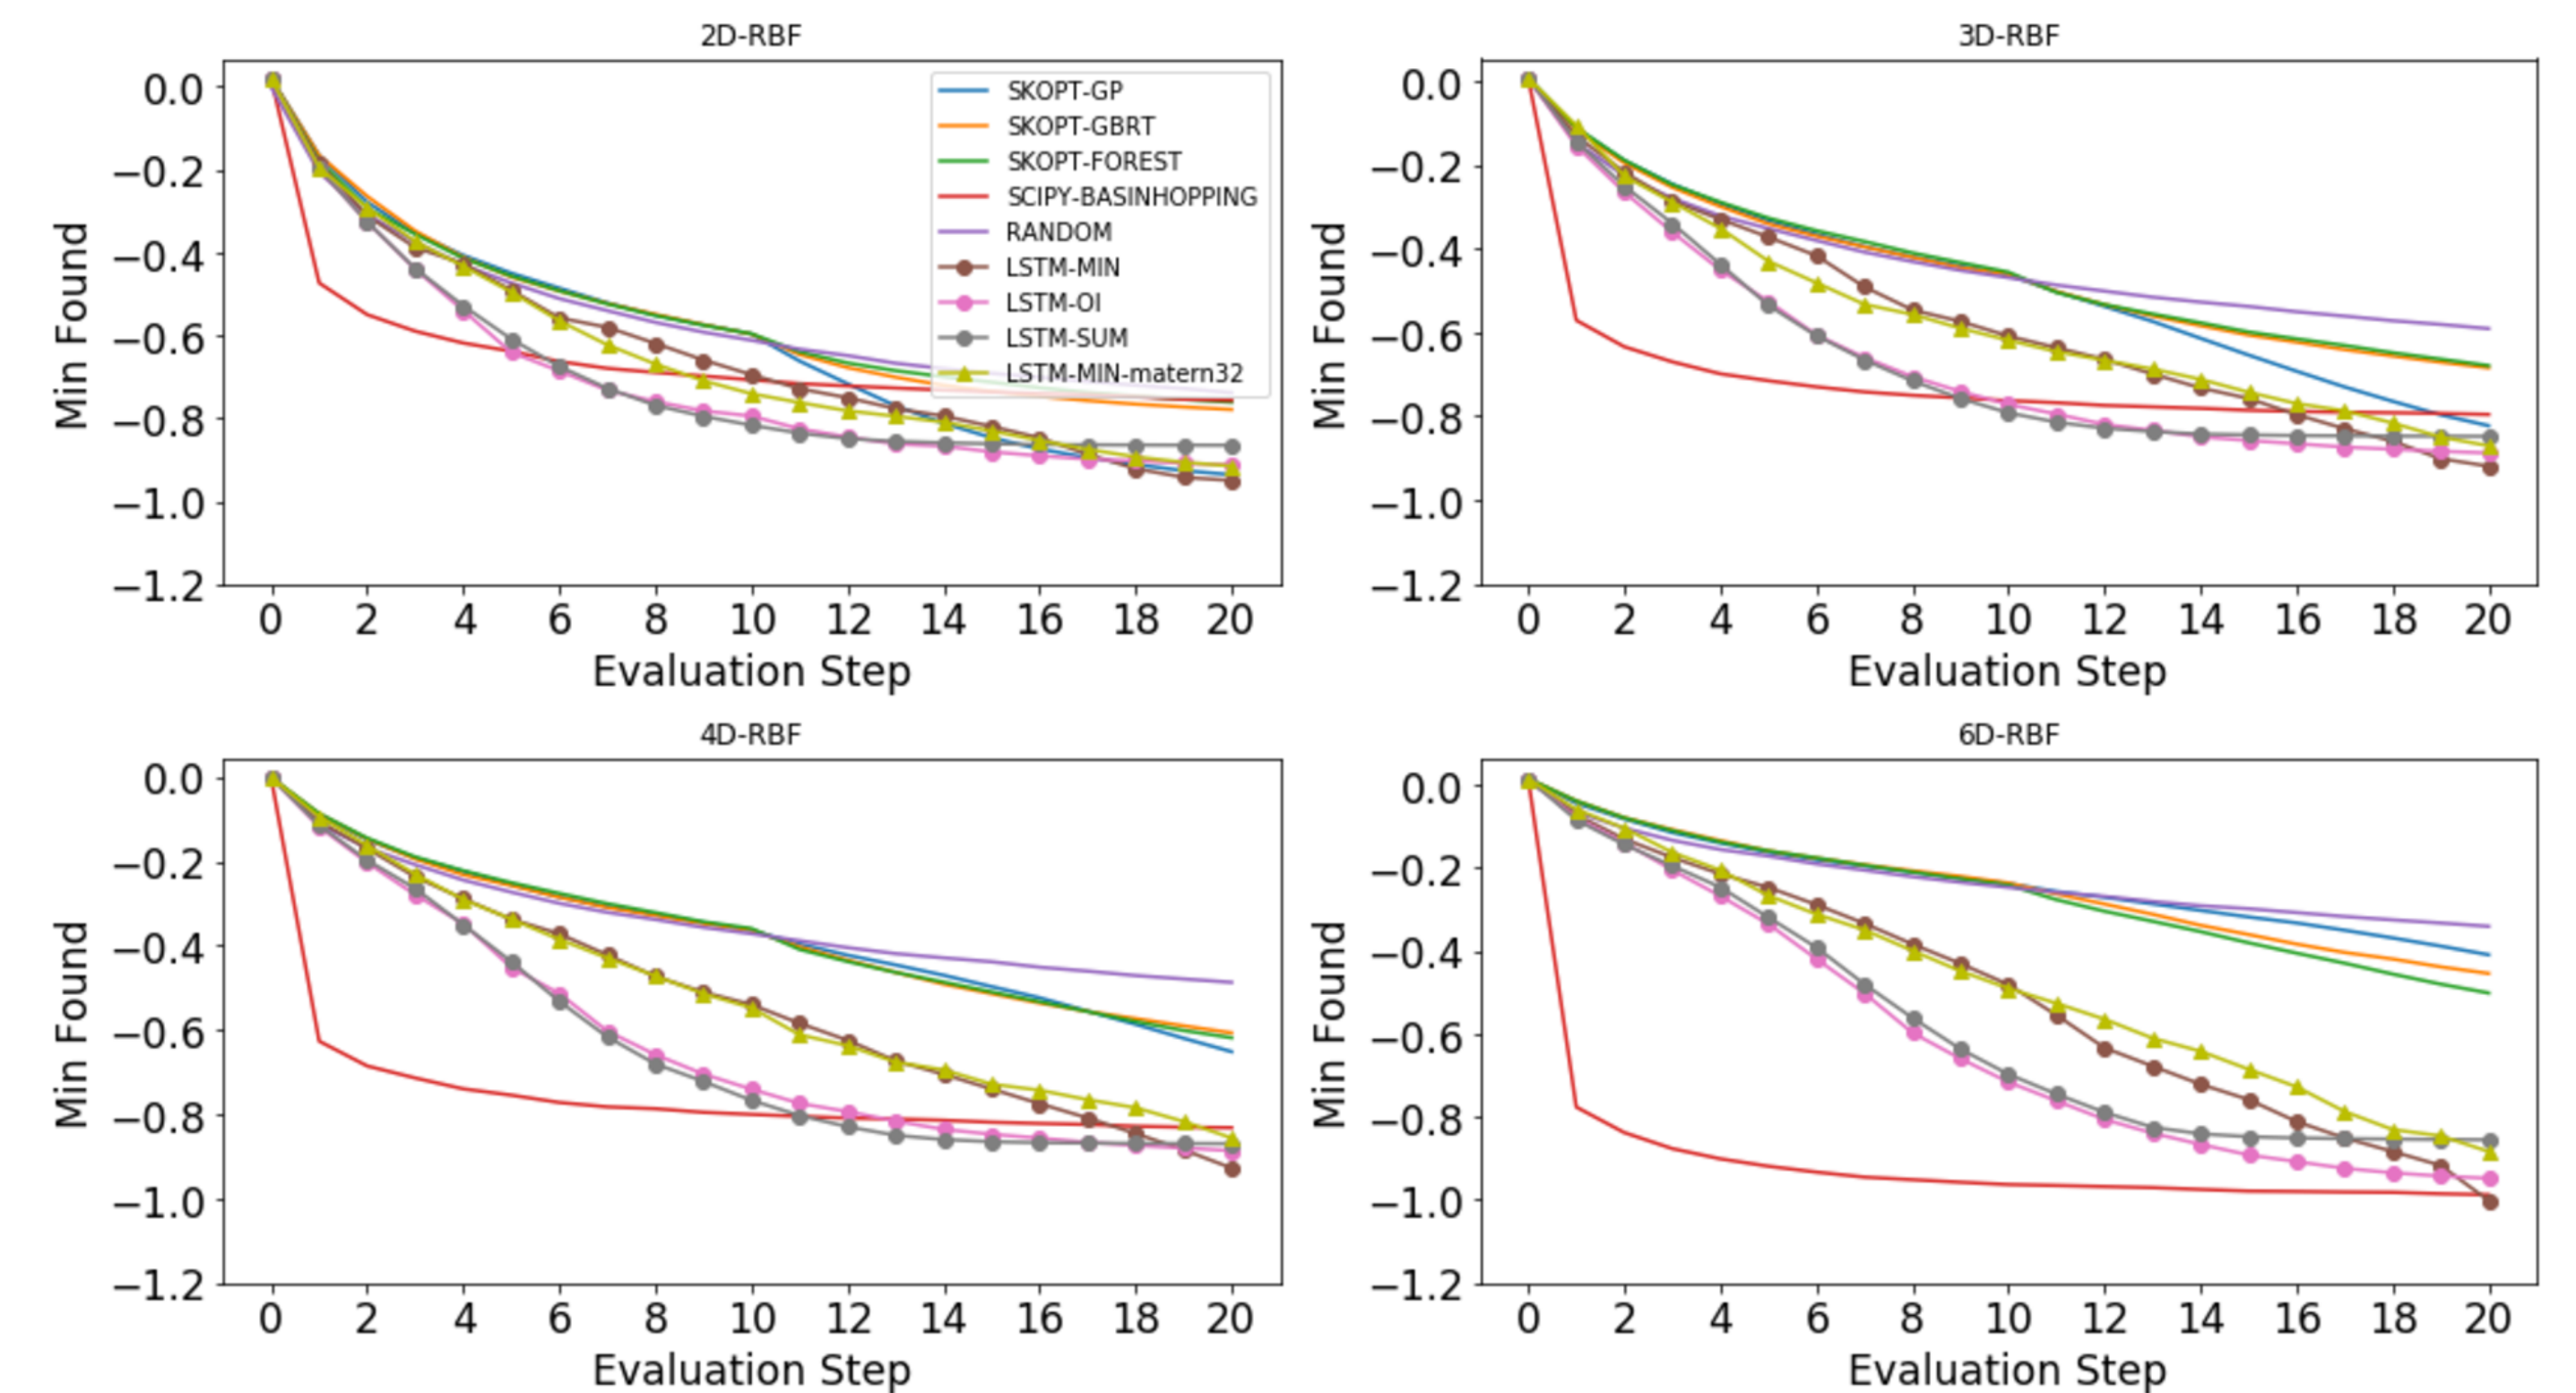 2D-RBF
0.0
−0.2
−0.4
−0.6
−0.8
−1.0
−1.2
Min Found
SKOPT-GP
SKOPT-GBRT
SKOPT-FOREST
SCIPY-BASINHOPPING
RANDOM
LSTM-MIN
LSTM-OI
LSTM-SUM
LSTM-MIN-matern32
0 2 4 6 8 10 12 14 16 18 20
Evaluation Step
3D-RBF
0.0
−0.2
−0.4
−0.6
−0.8
−1.0
−1.2
Min Found
0 2 4 6 8 10 12 14 16 18 20
Evaluation Step
4D-RBF
0.0
−0.2
−0.4
−0.6
−0.8
−1.0
−1.2
Min Found
0 2 4 6 8 10 12 14 16 18 20
Evaluation Step
6D-RBF
0.0
−0.2
−0.4
−0.6
−0.8
−1.0
−1.2
Min Found
0 2 4 6 8 10 12 14 16 18 20
Evaluation Step